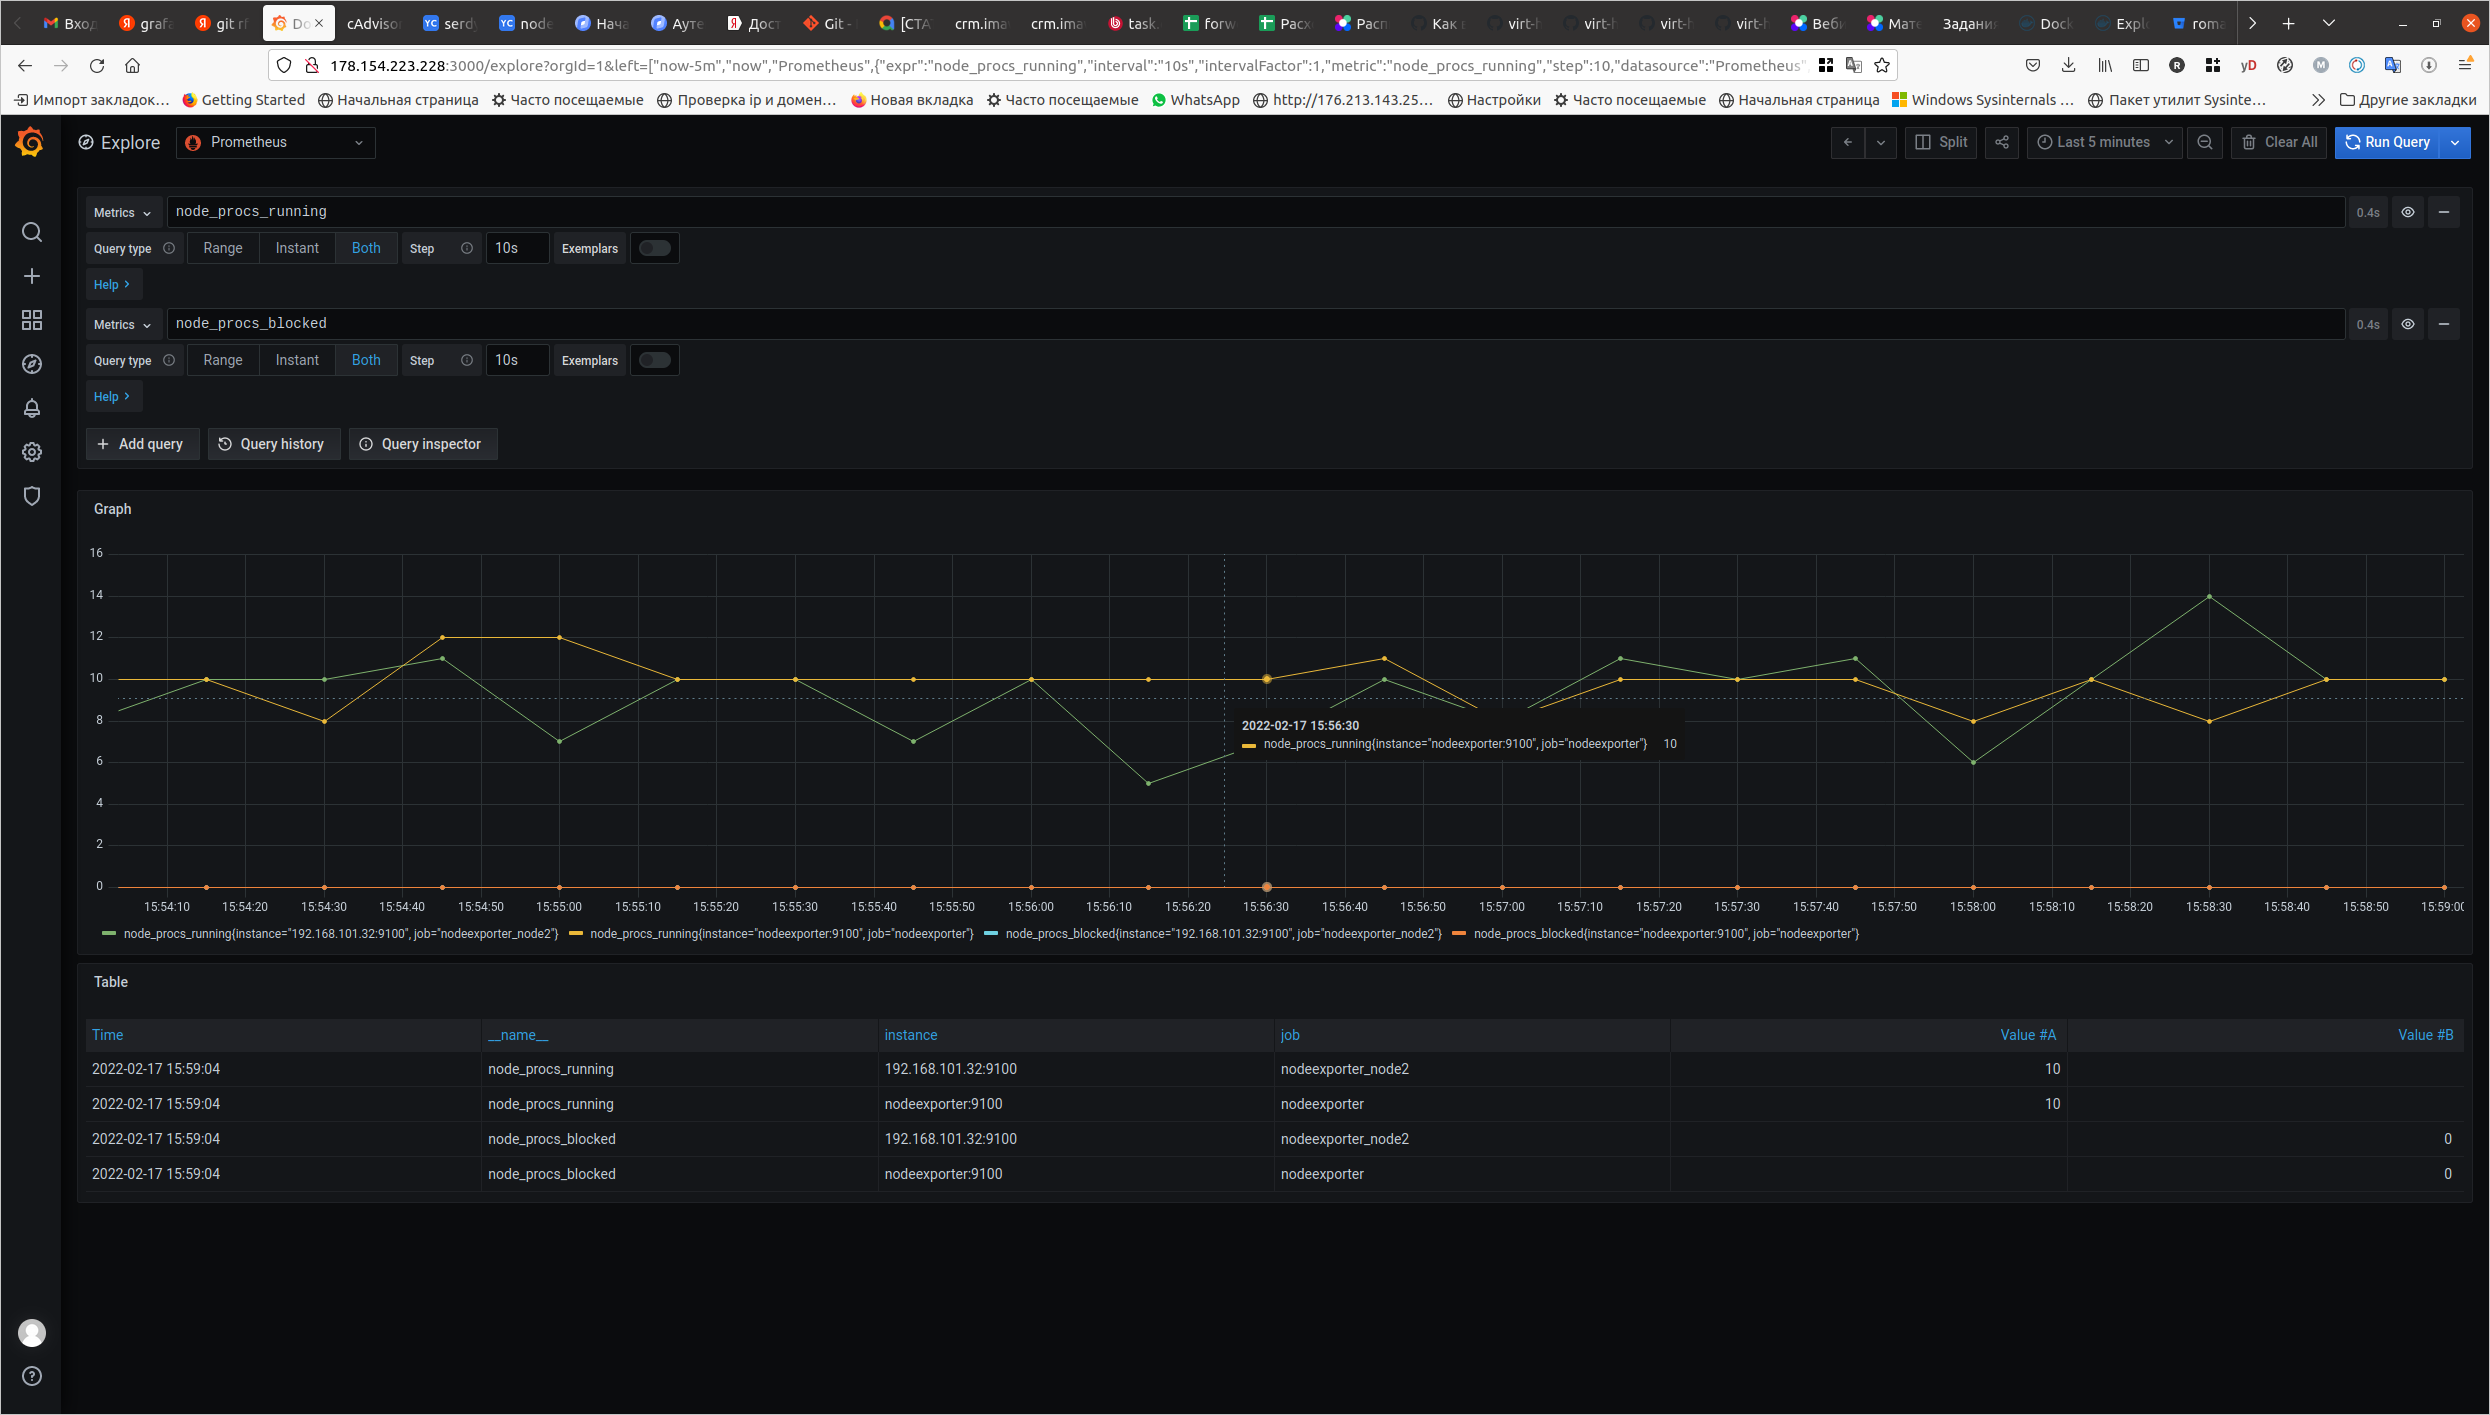 Вход grafa git rf Do cAdviso serdy node Нача Ауте Дост Git - [СТА crm.ima crm.ima task. forw Расх Расп Как virt-h virt-h virt-h virt-h Веби Мате Задания Dock Explo roma
178.154.223.228:3000/explore?orgId=1&left=["now-5m","now","Prometheus",{"expr":"node_procs_running","interval":"10s","intervalFactor":1,"metric":"node_procs_running","step":10,"datasource":"Prometheus"
Импорт закладок… Getting Started Начальная страница Часто посещаемые Проверка ip и домен… Новая вкладка Часто посещаемые WhatsApp http://176.213.143.25… Настройки Часто посещаемые Начальная страница Windows Sysinternals … Пакет утилит Sysinte… Другие закладки
Explore Prometheus Split Last 5 minutes Clear All Run Query
Metrics node_procs_running 0.4s
Query type Range Instant Both Step 10s Exemplars
Help
Metrics node_procs_blocked 0.4s
Query type Range Instant Both Step 10s Exemplars
Help
Add query Query history Query inspector
Graph
16
14
12
10
8
2022-02-17 15:56:30
node_procs_running{instance="nodeexporter:9100", job="nodeexporter"} 10
6
4
2
0
15:54:10 15:54:20 15:54:30 15:54:40 15:54:50 15:55:00 15:55:10 15:55:20 15:55:30 15:55:40 15:55:50 15:56:00 15:56:10 15:56:20 15:56:30 15:56:40 15:56:50 15:57:00 15:57:10 15:57:20 15:57:30 15:57:40 15:57:50 15:58:00 15:58:10 15:58:20 15:58:30 15:58:40 15:58:50 15:59:00
node_procs_running{instance="192.168.101.32:9100", job="nodeexporter_node2"} node_procs_running{instance="nodeexporter:9100", job="nodeexporter"} node_procs_blocked{instance="192.168.101.32:9100", job="nodeexporter_node2"} node_procs_blocked{instance="nodeexporter:9100", job="nodeexporter"}
Table
Time __name__ instance job Value #A Value #B
2022-02-17 15:59:04 node_procs_running 192.168.101.32:9100 nodeexporter_node2 10
2022-02-17 15:59:04 node_procs_running nodeexporter:9100 nodeexporter 10
2022-02-17 15:59:04 node_procs_blocked 192.168.101.32:9100 nodeexporter_node2 0
2022-02-17 15:59:04 node_procs_blocked nodeexporter:9100 nodeexporter 0